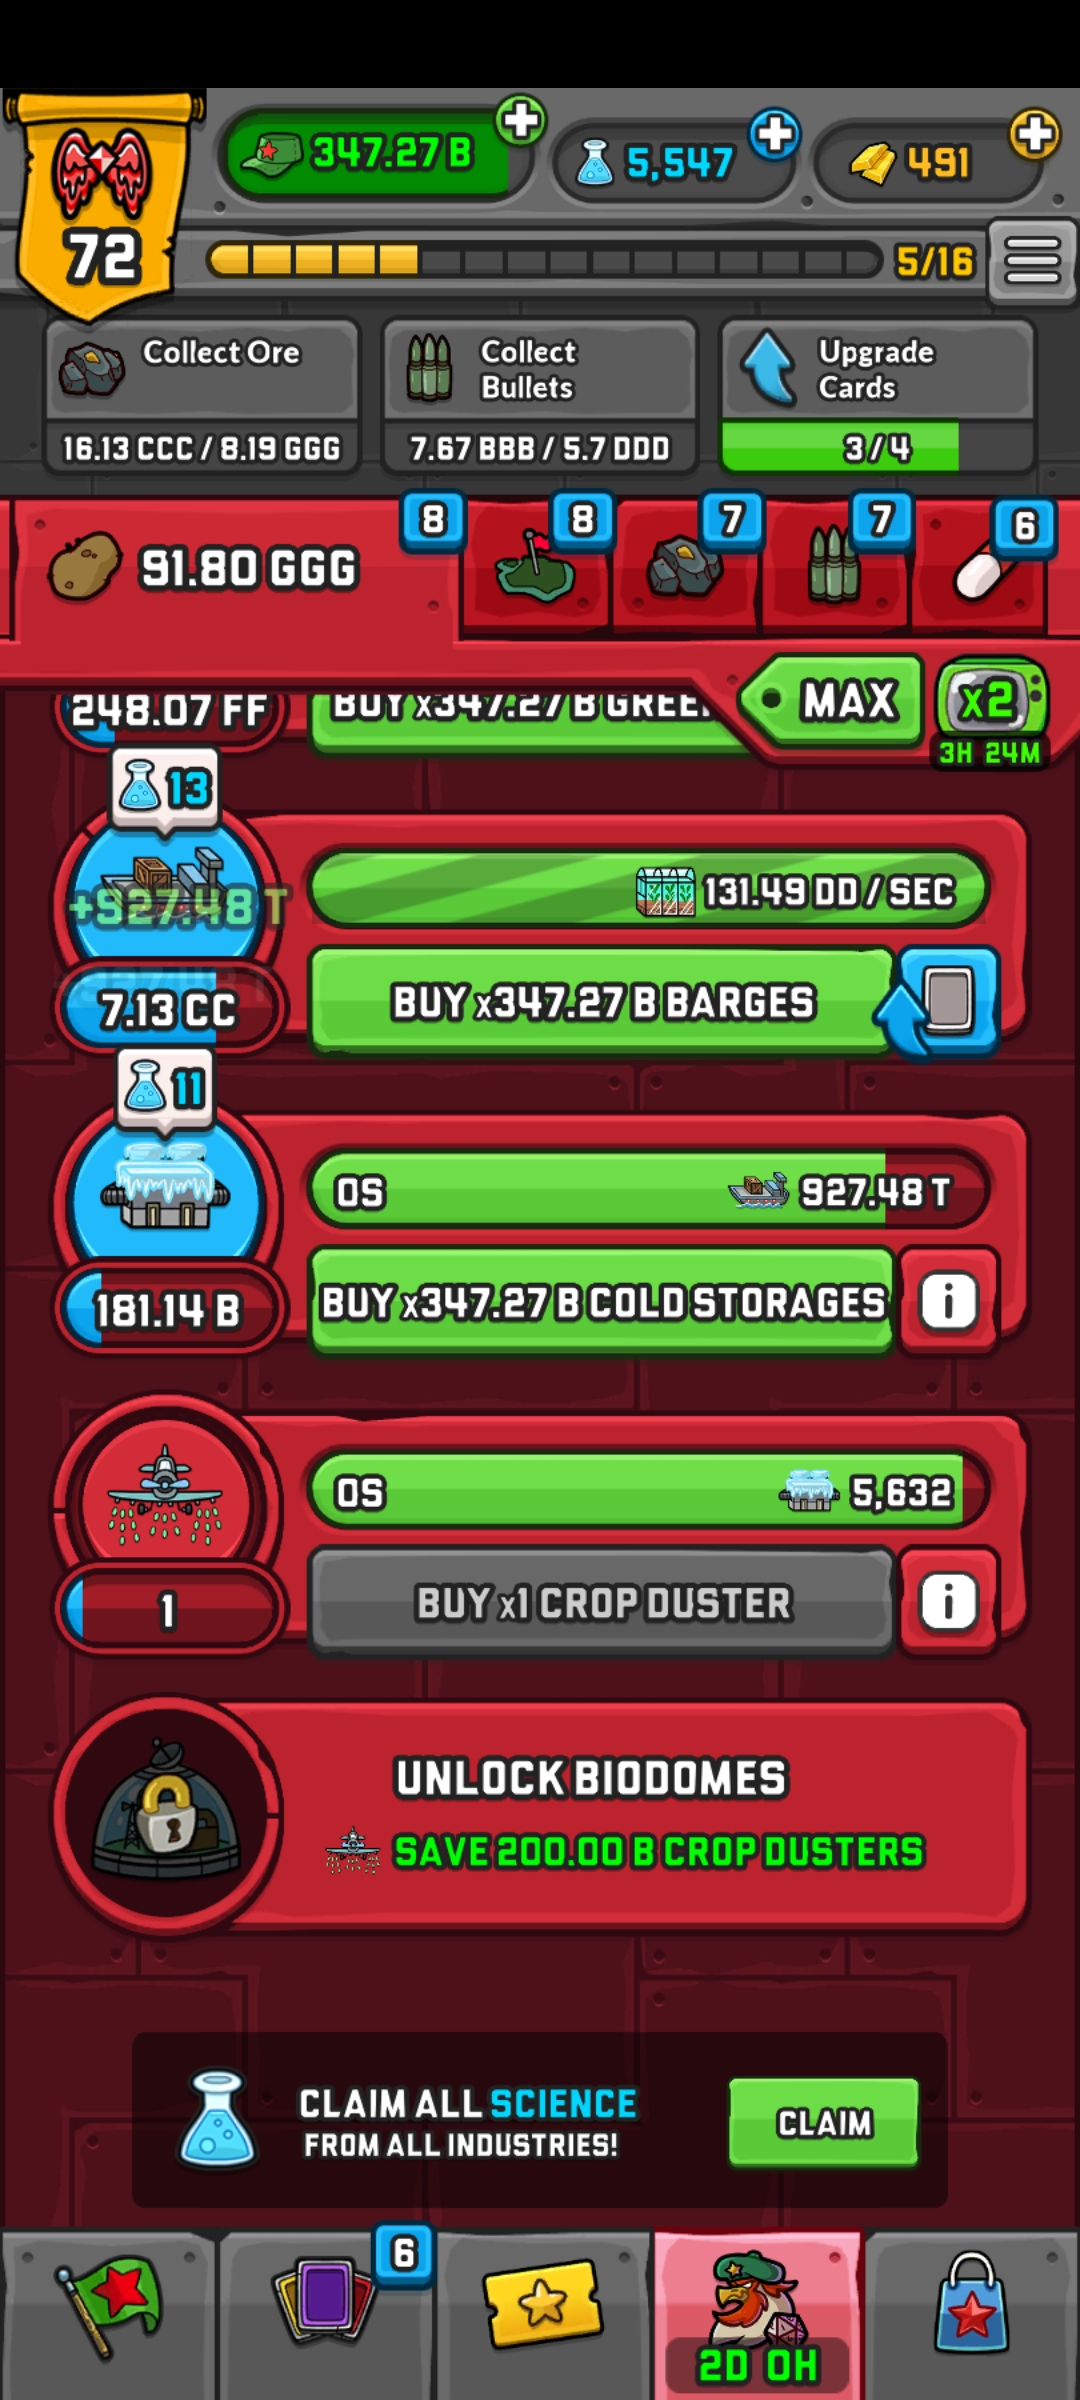 347.27 B
5,547
491
72
5/16
Collect Ore
16.13 CCC / 8.19 GGG
Collect
Bullets
7.67 BBB / 5.7 DDD
Upgrade
Cards
3/4
91.80 GGG
8
8
7
7
6
MAX
x2
3H 24M
248.07 FF
BUY x347.27 B GREE
13
+927.48 T
7.13 CC
131.49 DD / SEC
BUY x347.27 B BARGES
11
181.14 B
0S
927.48 T
BUY x347.27 B COLD STORAGES
i
0S
5,632
1
BUY x1 CROP DUSTER
i
UNLOCK BIODOMES
SAVE 200.00 B CROP DUSTERS
CLAIM ALL SCIENCE
FROM ALL INDUSTRIES!
CLAIM
6
2D 0H